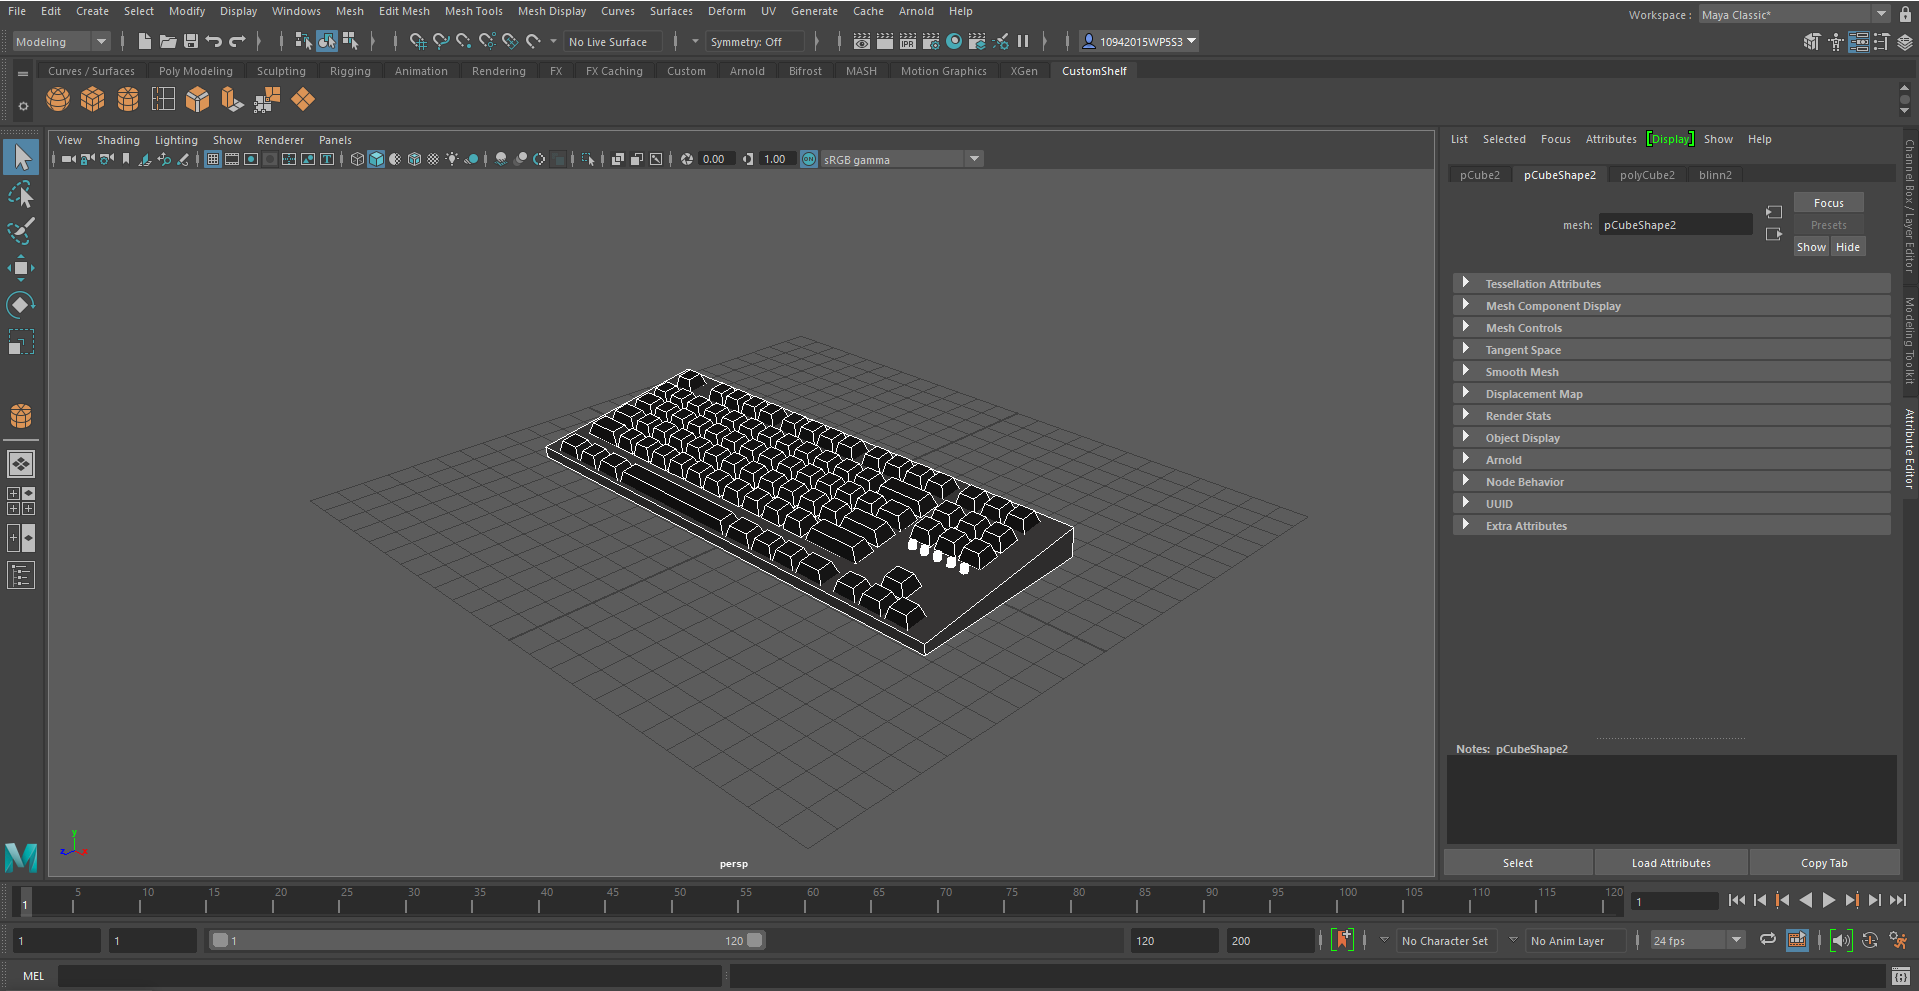 File Edit Create Select Modify Display Windows Mesh Edit Mesh Mesh Tools Mesh Display Curves Surfaces Deform UV Generate Cache Arnold Help
Workspace : Maya Classic*
Modeling No Live Surface Symmetry: Off IPR 10942015WP5S3
Curves / Surfaces Poly Modeling Sculpting Rigging Animation Rendering FX FX Caching Custom Arnold Bifrost MASH Motion Graphics XGen CustomShelf
View Shading Lighting Show Renderer Panels
0.00 1.00 ON sRGB gamma
List Selected Focus Attributes [Display] Show Help
pCube2 pCubeShape2 polyCube2 blinn2
Focus
mesh: pCubeShape2 Presets
Show Hide
Tessellation Attributes
Mesh Component Display
Mesh Controls
Tangent Space
Smooth Mesh
Displacement Map
Render Stats
Object Display
Arnold
Node Behavior
UUID
Extra Attributes
Channel Box / Layer Editor
Modeling Toolkit
Attribute Editor
Notes: pCubeShape2
y
z x
persp
Select Load Attributes Copy Tab
5 10 15 20 25 30 35 40 45 50 55 60 65 70 75 80 85 90 95 100 105 110 115 120
1 1
1 1 1 120 120 200 No Character Set No Anim Layer 24 fps
MEL